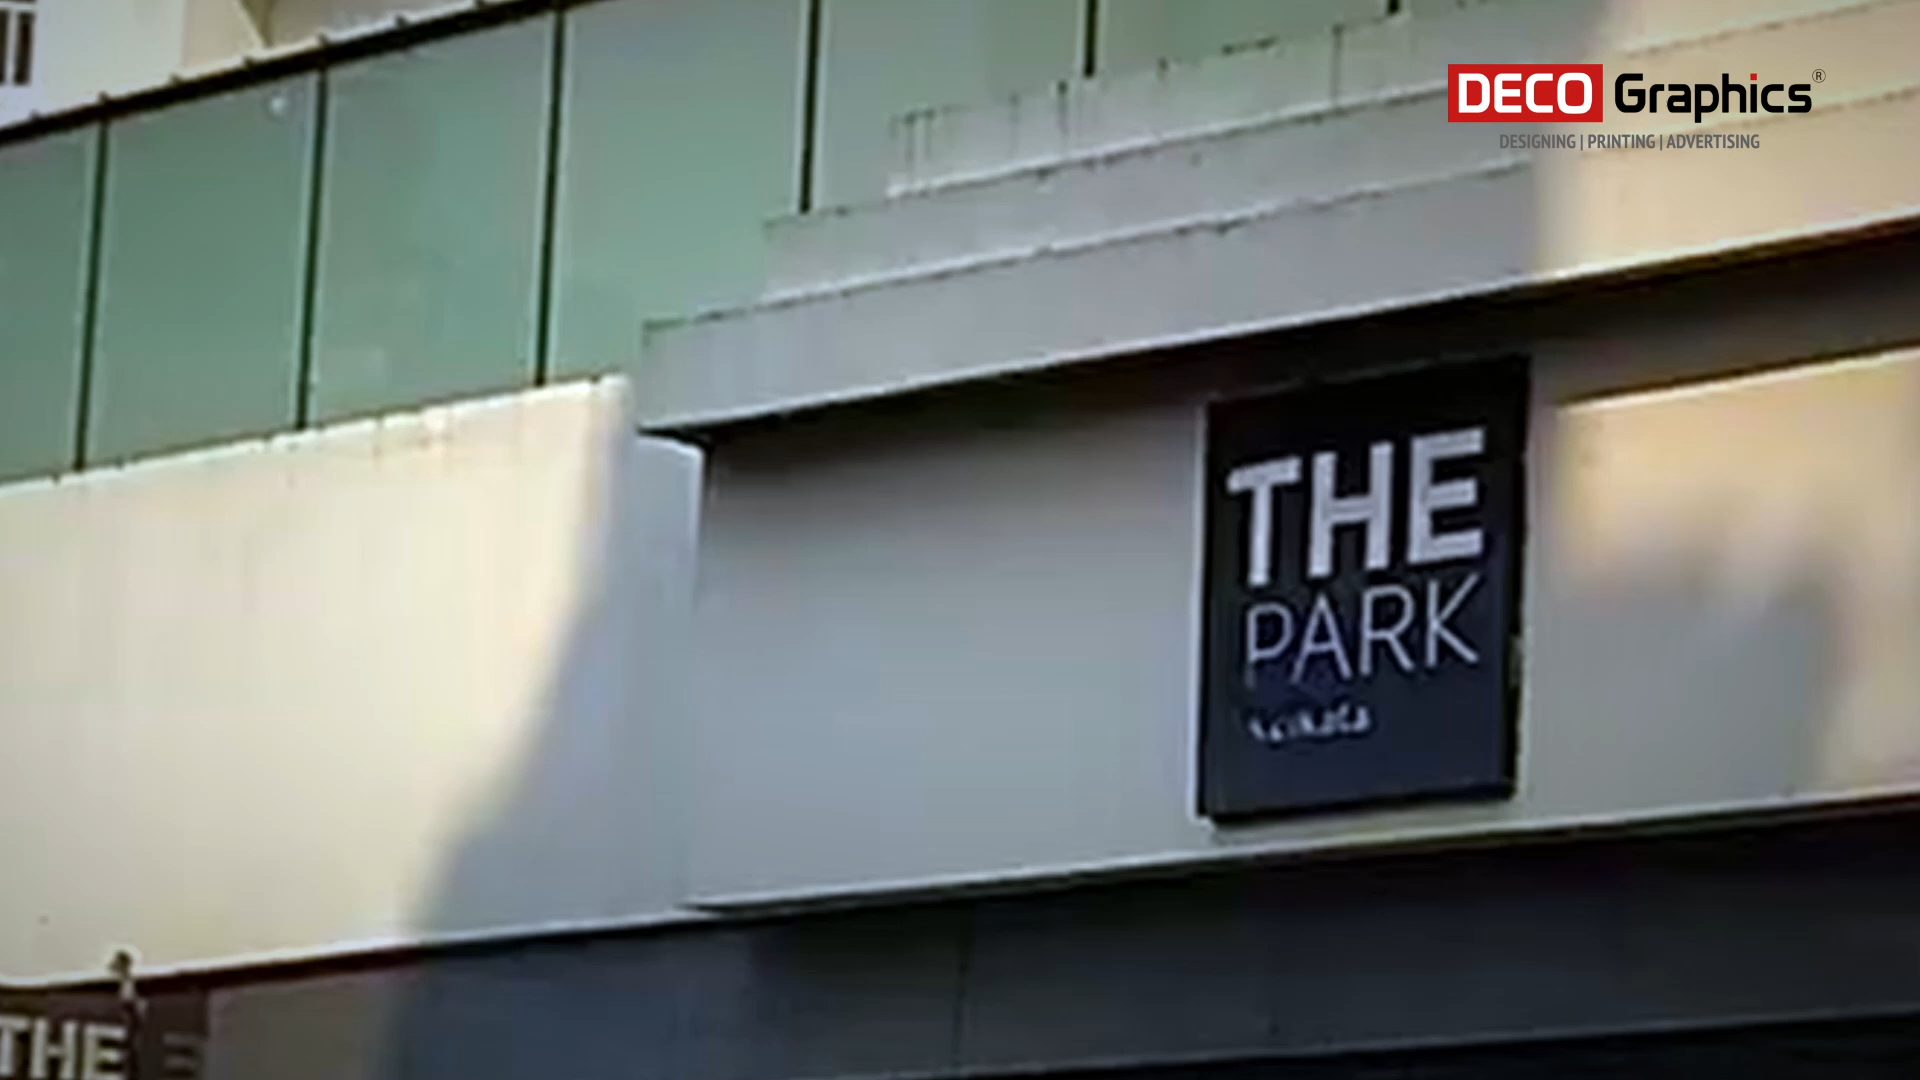 DECO Graphics®
DESIGNING | PRINTING | ADVERTISING
THE
PARK
THE